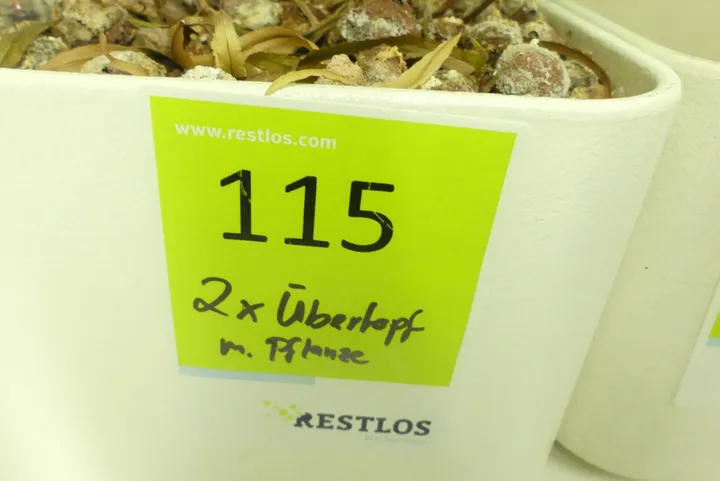 www.restlos.com
115
2x Übertopf
m. Pflanze
RESTLOS